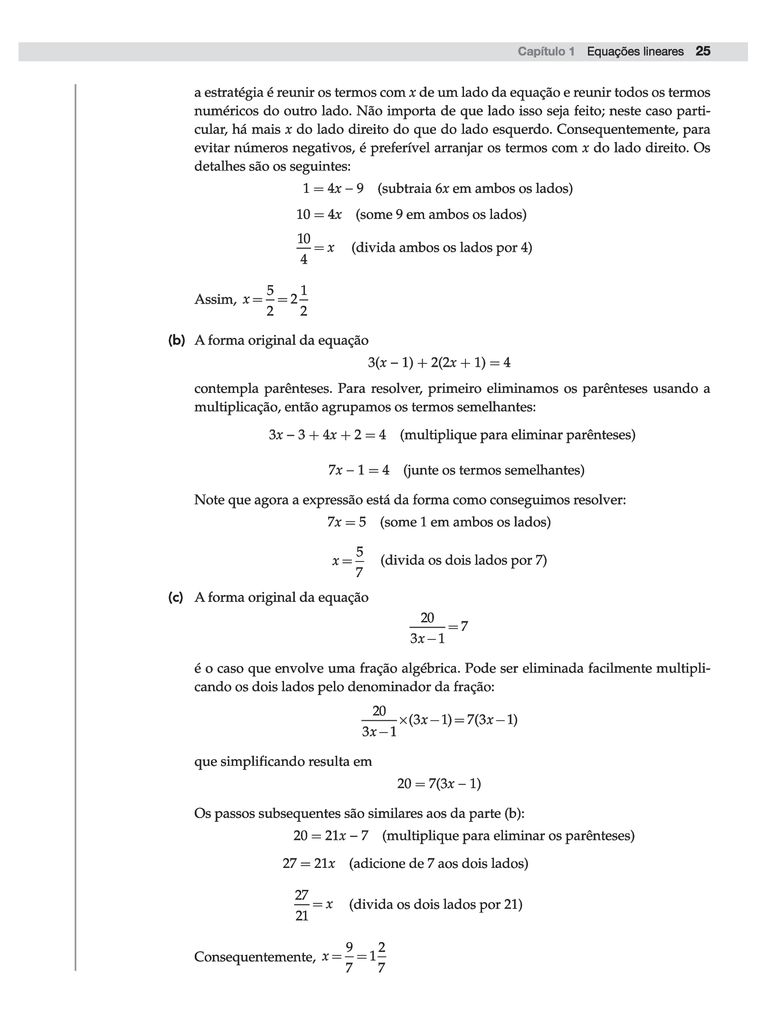 Capítulo 1 Equações lineares 25
a estratégia é reunir os termos com x de um lado da equação e reunir todos os termos
numéricos do outro lado. Não importa de que lado isso seja feito; neste caso parti-
cular, há mais x do lado direito do que do lado esquerdo. Consequentemente, para
evitar números negativos, é preferível arranjar os termos com x do lado direito. Os
detalhes são os seguintes:
1 = 4x − 9 (subtraia 6x em ambos os lados)
10 = 4x (some 9 em ambos os lados)
10/4 = x (divida ambos os lados por 4)
Assim, x = 5/2 = 2 1/2
(b) A forma original da equação
3(x − 1) + 2(2x + 1) = 4
contempla parênteses. Para resolver, primeiro eliminamos os parênteses usando a
multiplicação, então agrupamos os termos semelhantes:
3x − 3 + 4x + 2 = 4 (multiplique para eliminar parênteses)
7x − 1 = 4 (junte os termos semelhantes)
Note que agora a expressão está da forma como conseguimos resolver:
7x = 5 (some 1 em ambos os lados)
x = 5/7 (divida os dois lados por 7)
(c) A forma original da equação
20/(3x − 1) = 7
é o caso que envolve uma fração algébrica. Pode ser eliminada facilmente multipli-
cando os dois lados pelo denominador da fração:
20/(3x − 1) × (3x − 1) = 7(3x − 1)
que simplificando resulta em
20 = 7(3x − 1)
Os passos subsequentes são similares aos da parte (b):
20 = 21x − 7 (multiplique para eliminar os parênteses)
27 = 21x (adicione de 7 aos dois lados)
27/21 = x (divida os dois lados por 21)
Consequentemente, x = 9/7 = 1 2/7